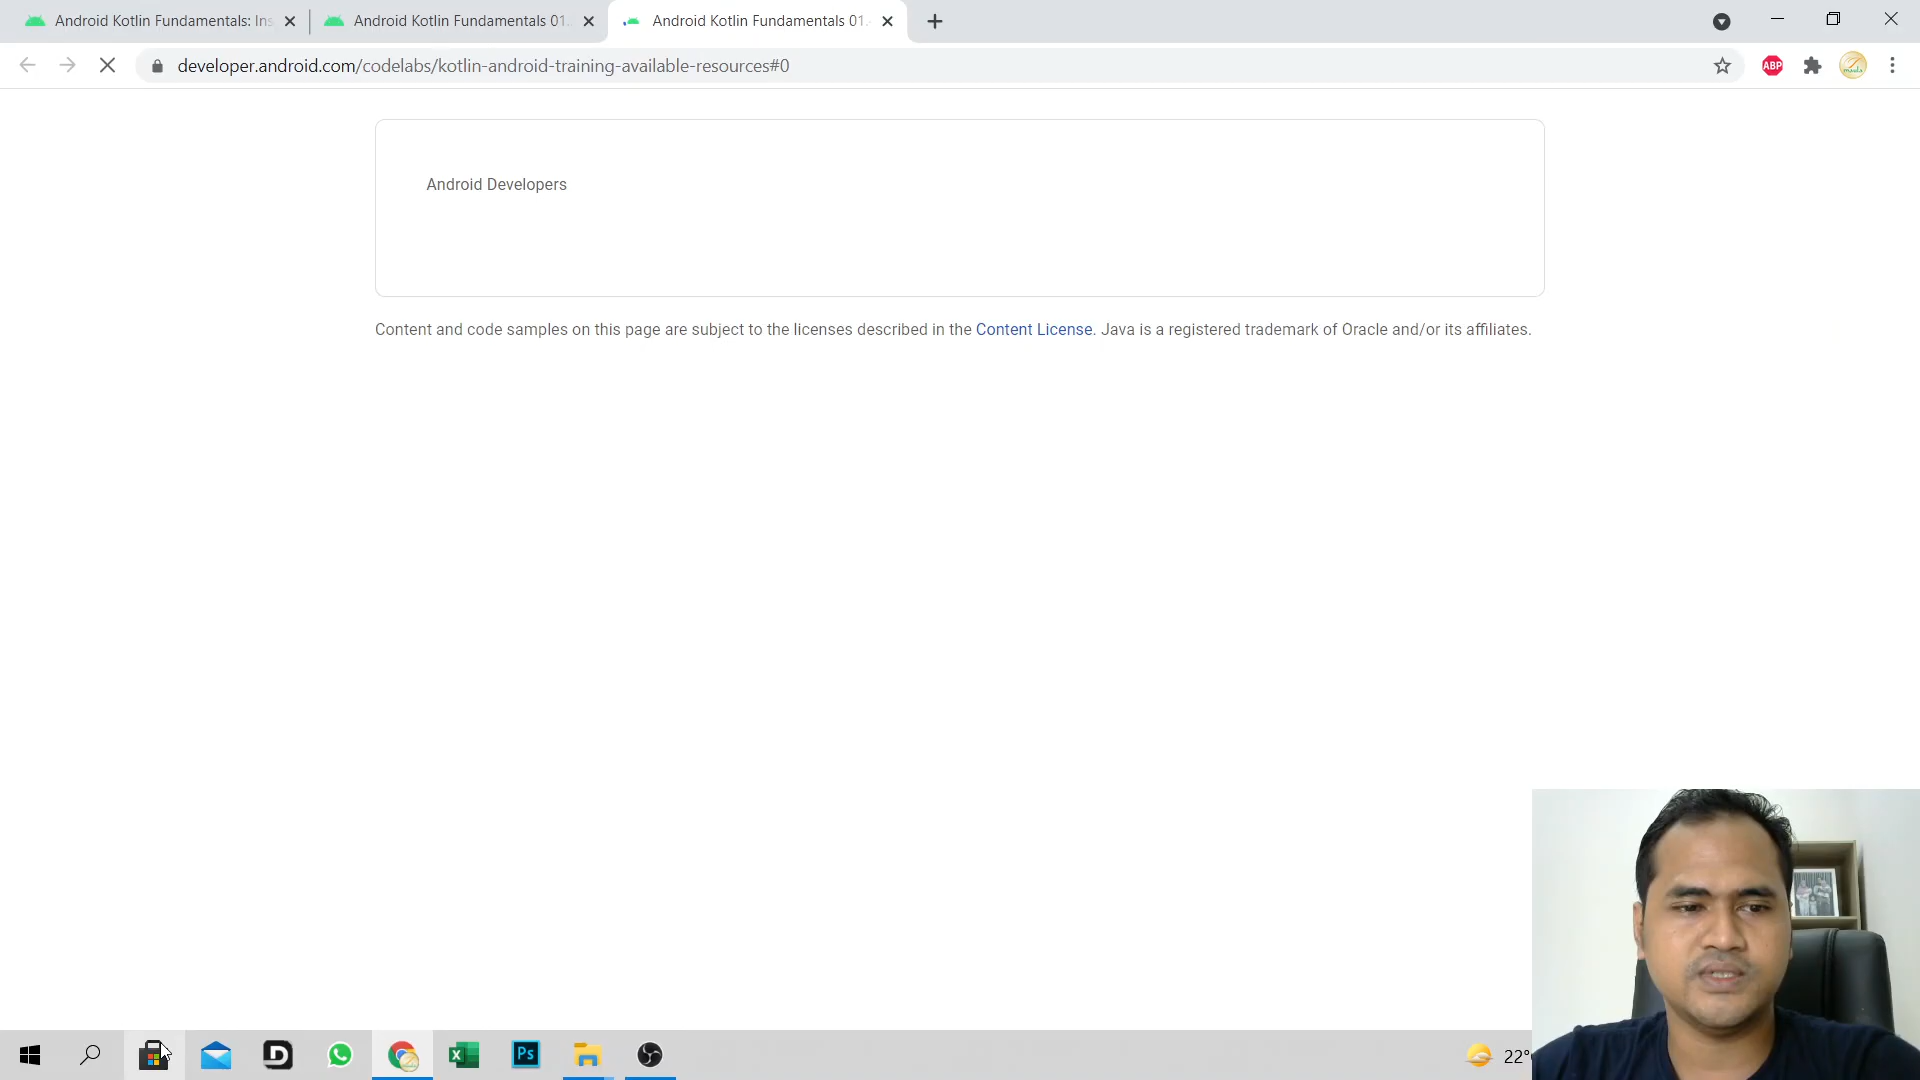 Android Kotlin Fundamentals: Ins
Android Kotlin Fundamentals 01.
Android Kotlin Fundamentals 01.
developer.android.com/codelabs/kotlin-android-training-available-resources#0
ABP
Android Developers
Content and code samples on this page are subject to the licenses described in the Content License. Java is a registered trademark of Oracle and/or its affiliates.
D
Ps
22°